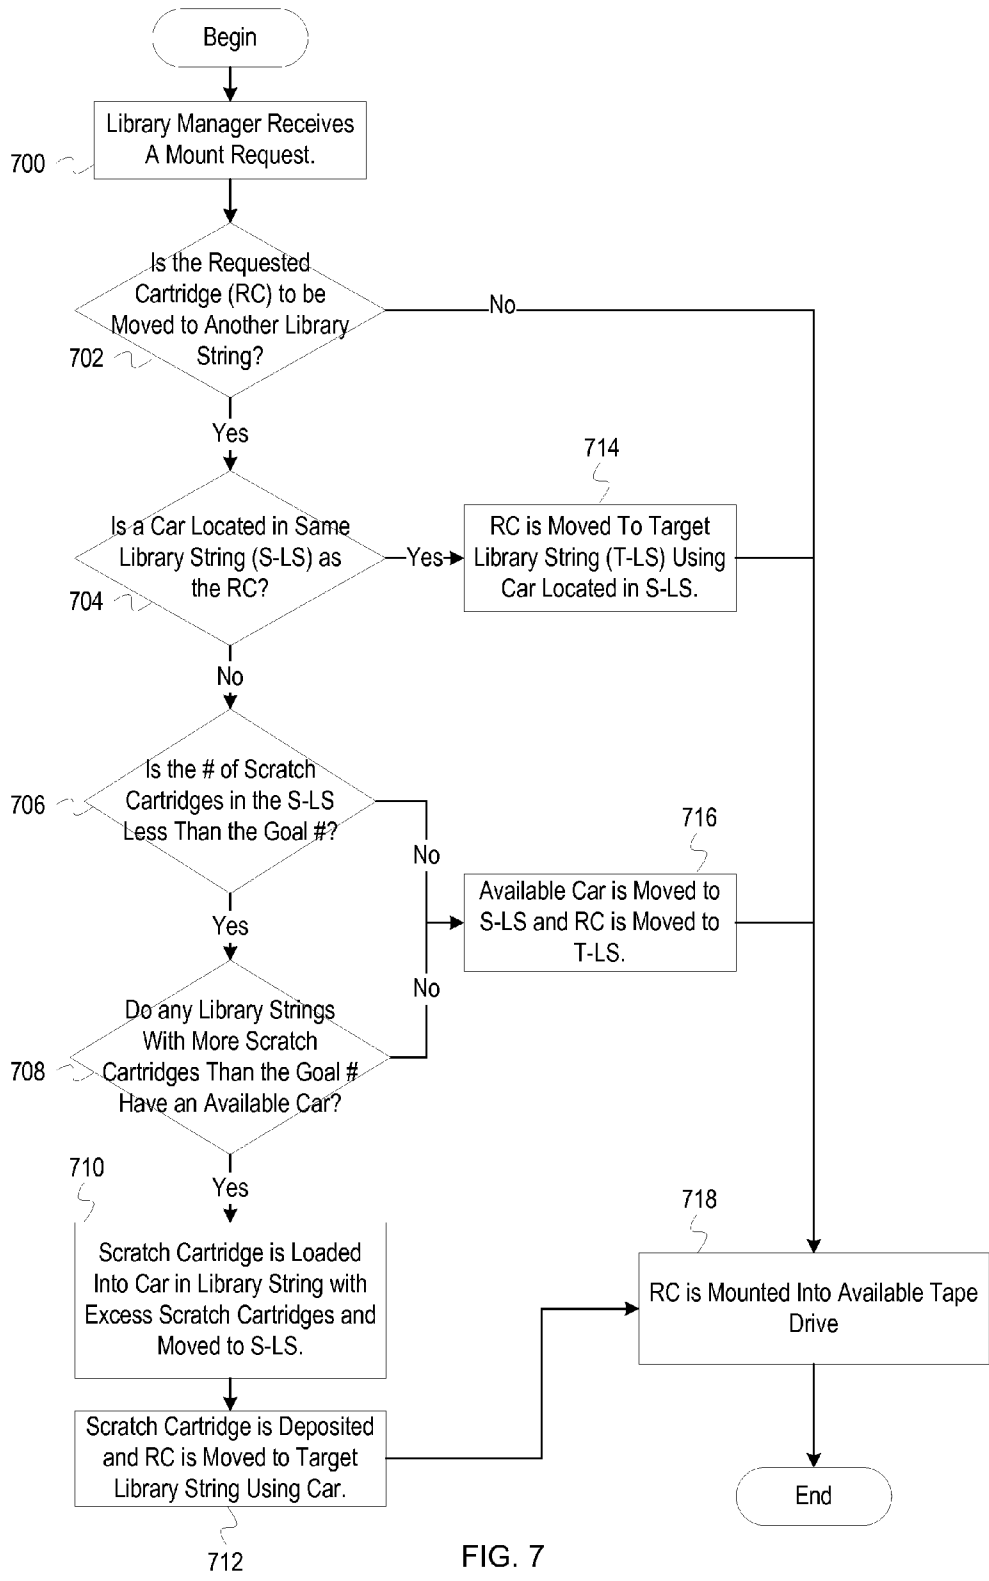 Begin
Library Manager Receives
A Mount Request.
700
Is the Requested
Cartridge (RC) to be
Moved to Another Library
String?
702
No
Yes
714
Is a Car Located in Same
Library String (S-LS) as
the RC?
704
Yes
RC is Moved To Target
Library String (T-LS) Using
Car Located in S-LS.
No
Is the # of Scratch
Cartridges in the S-LS
Less Than the Goal #?
706
No
716
Available Car is Moved to
S-LS and RC is Moved to
T-LS.
Yes
No
Do any Library Strings
With More Scratch
Cartridges Than the Goal #
Have an Available Car?
708
Yes
710
Scratch Cartridge is Loaded
Into Car in Library String with
Excess Scratch Cartridges and
Moved to S-LS.
718
RC is Mounted Into Available Tape
Drive
Scratch Cartridge is Deposited
and RC is Moved to Target
Library String Using Car.
712
End
FIG. 7